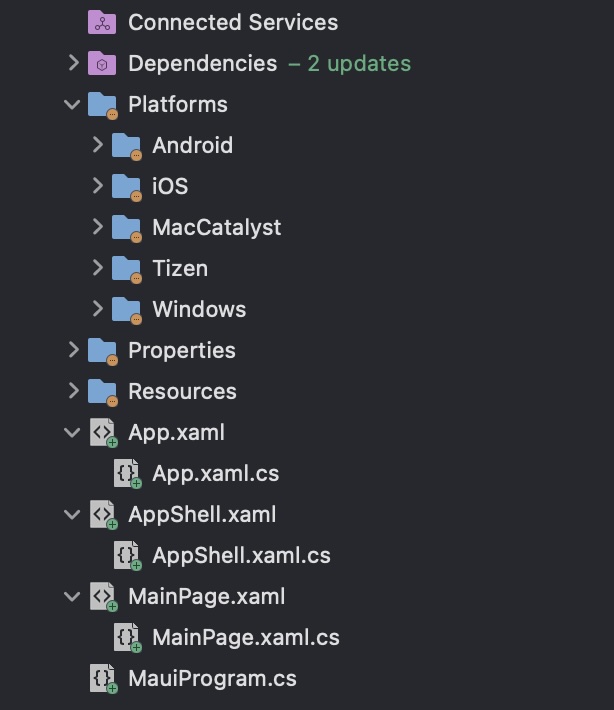 Connected Services
Dependencies – 2 updates
Platforms
Android
iOS
MacCatalyst
Tizen
Windows
Properties
Resources
App.xaml
App.xaml.cs
AppShell.xaml
AppShell.xaml.cs
MainPage.xaml
MainPage.xaml.cs
MauiProgram.cs